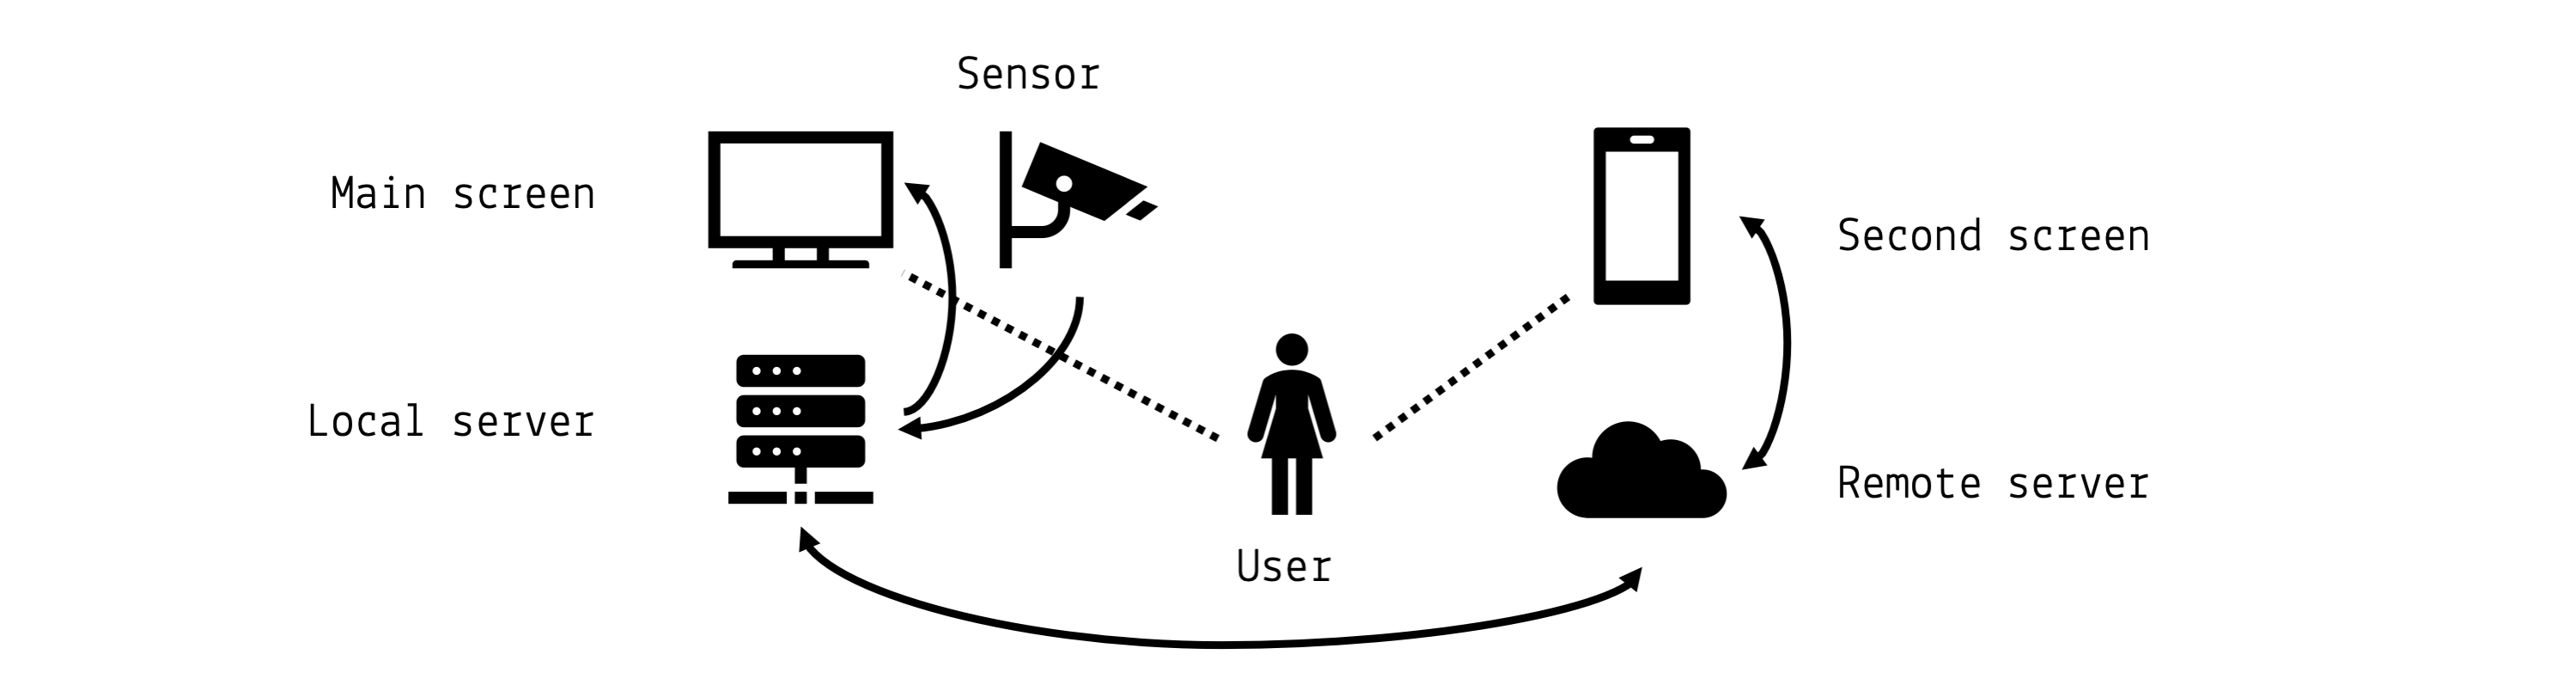 Sensor
Main screen
Second screen
Local server
Remote server
User